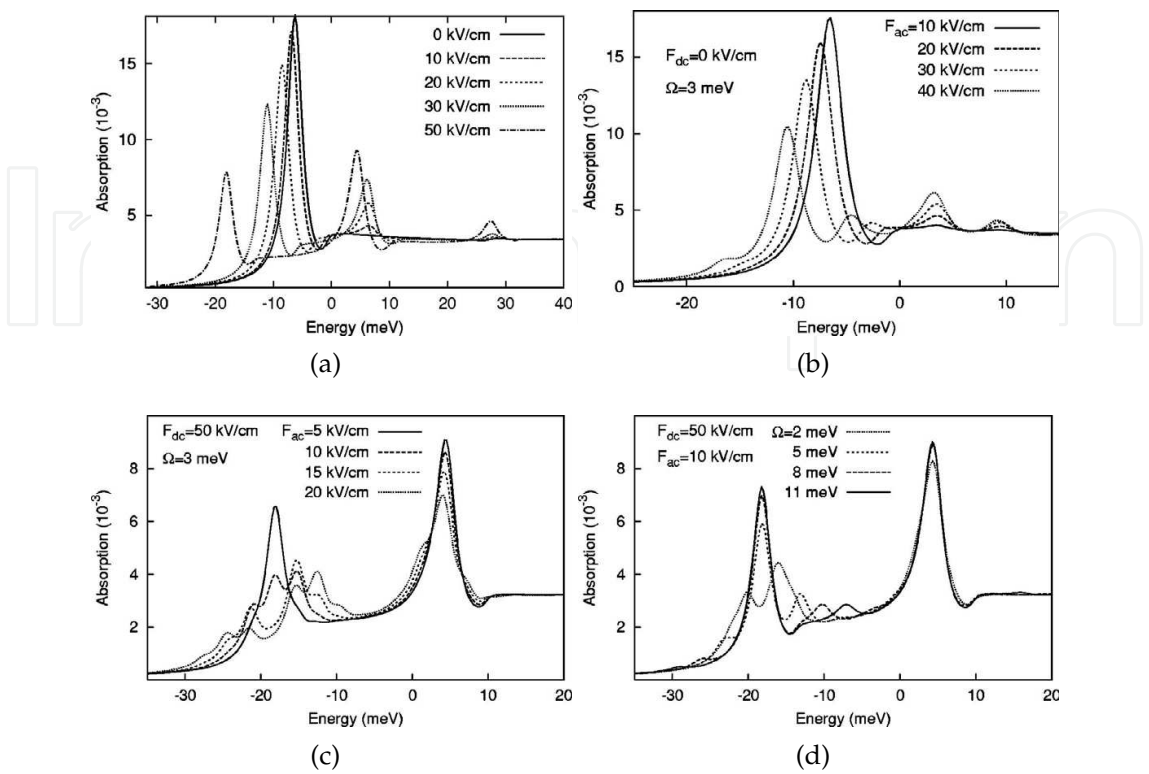 0 kV/cm
10 kV/cm
20 kV/cm
30 kV/cm
50 kV/cm
15
10
5
Absorption (10⁻³)
-30 -20 -10 0 10 20 30 40
Energy (meV)
(a)
F_dc=0 kV/cm
Ω=3 meV
F_ac=10 kV/cm
20 kV/cm
30 kV/cm
40 kV/cm
15
10
5
0
Absorption (10⁻³)
-20 -10 0 10
Energy (meV)
(b)
F_dc=50 kV/cm
Ω=3 meV
F_ac=5 kV/cm
10 kV/cm
15 kV/cm
20 kV/cm
8
6
4
2
Absorption (10⁻³)
-30 -20 -10 0 10 20
Energy (meV)
(c)
F_dc=50 kV/cm
F_ac=10 kV/cm
Ω=2 meV
5 meV
8 meV
11 meV
8
6
4
2
Absorption (10⁻³)
-30 -20 -10 0 10 20
Energy (meV)
(d)